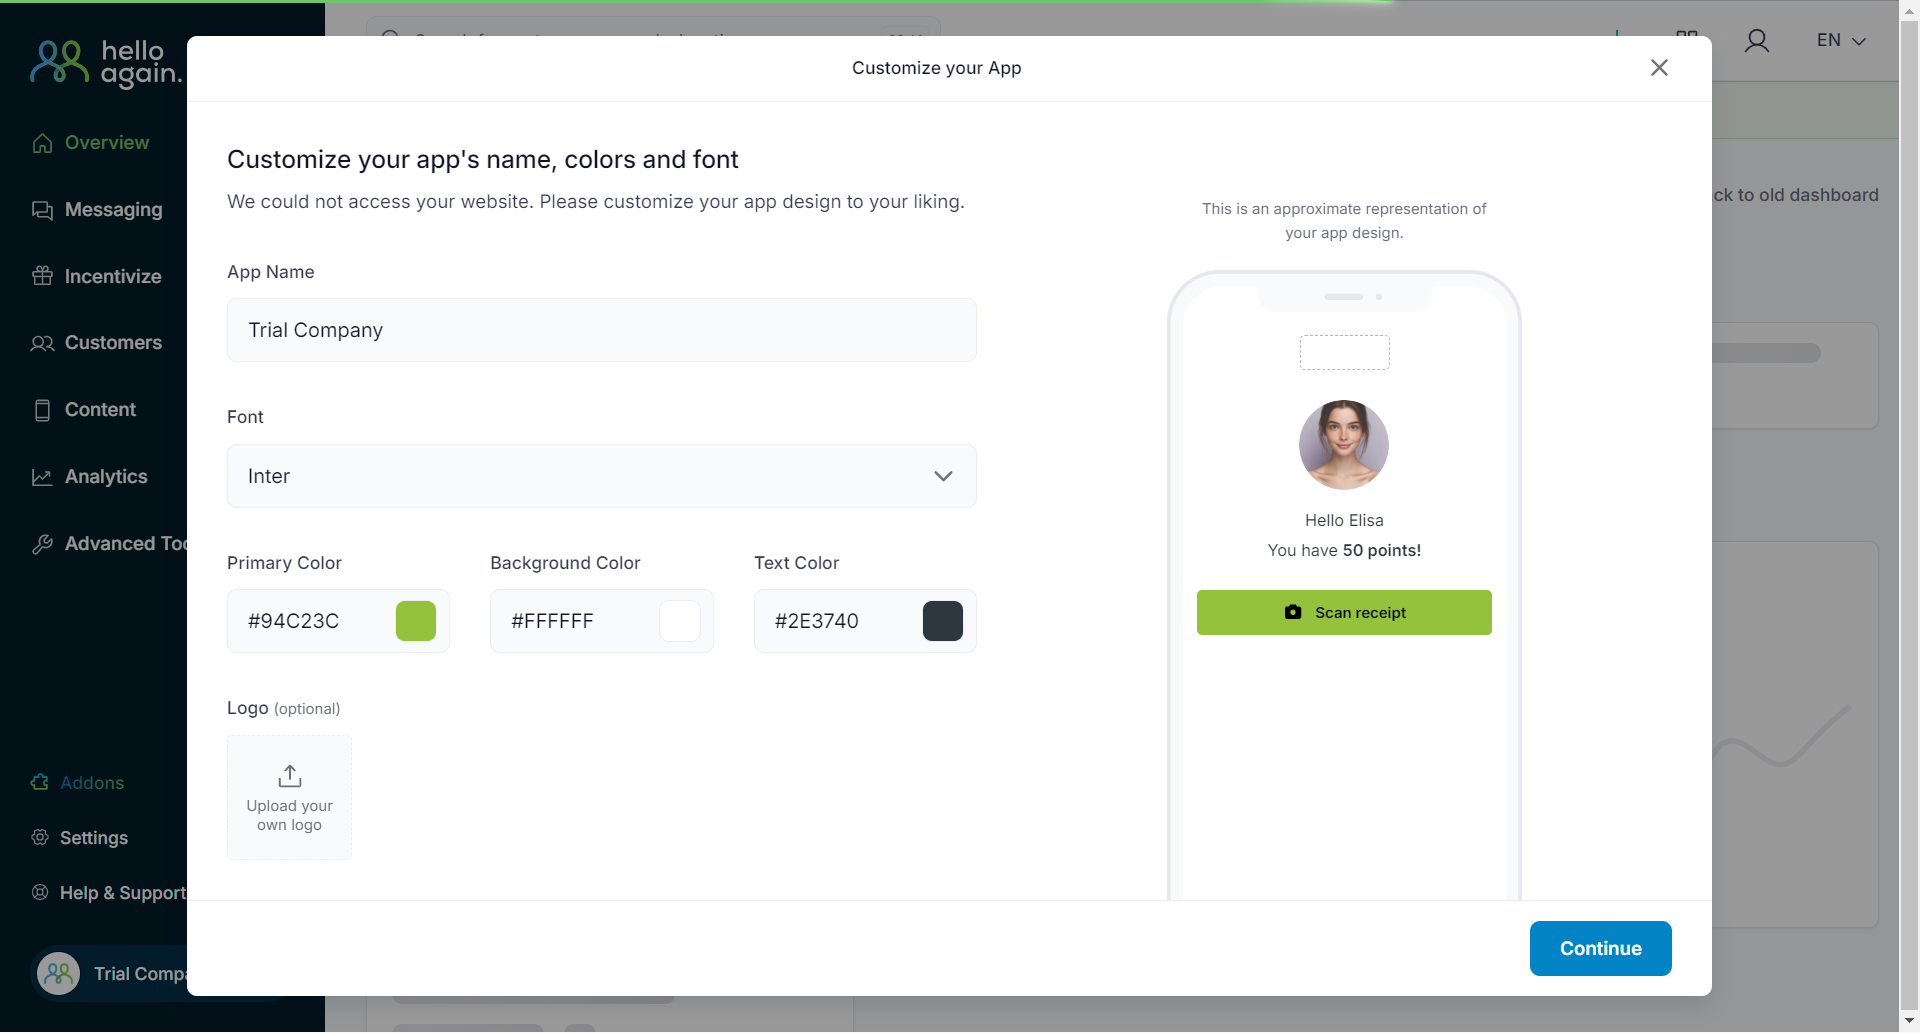 hello
again.
Overview
Messaging
Incentivize
Customers
Content
Analytics
Advanced Too
Addons
Settings
Help & Support
Trial Compa
EN
ck to old dashboard
Customize your App
Customize your app's name, colors and font
We could not access your website. Please customize your app design to your liking.
App Name
Trial Company
Font
Inter
Primary Color
#94C23C
Background Color
#FFFFFF
Text Color
#2E3740
Logo (optional)
Upload your
own logo
This is an approximate representation of
your app design.
Hello Elisa
You have 50 points!
Scan receipt
Continue